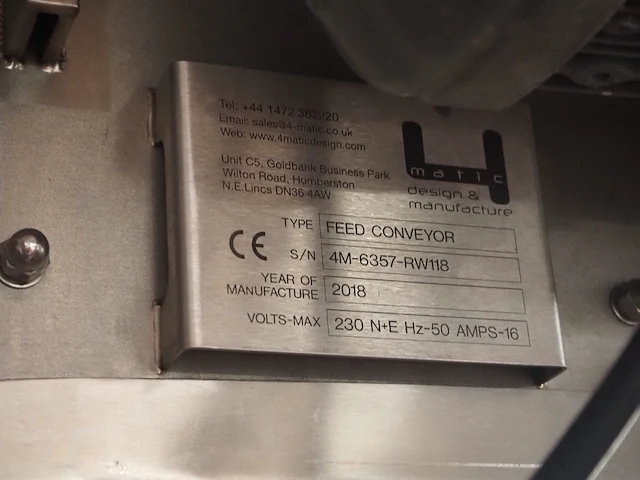 Tel: +44 1472 382220
Email: sales@4-matic.co.uk
Web: www.4maticdesign.com
Unit C5, Goldbank Business Park
Wilton Road, Humberston
N.E.Lincs DN36 4AW
4
matic
design &
manufacture
CE
TYPE FEED CONVEYOR
S/N 4M-6357-RW118
YEAR OF
MANUFACTURE 2018
VOLTS-MAX 230 N+E Hz-50 AMPS-16